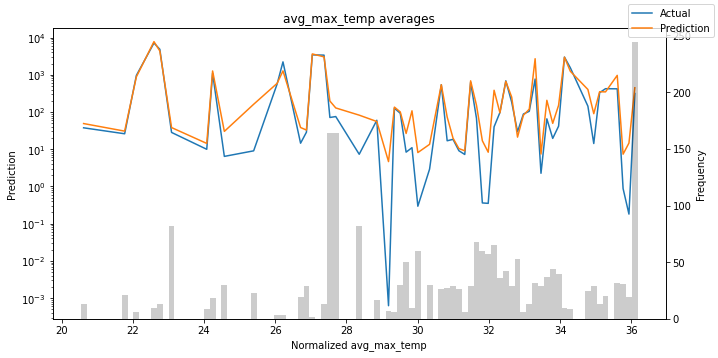 avg_max_temp averages
Actual
Prediction
10⁴
10³
10²
10¹
10⁰
10⁻¹
10⁻²
10⁻³
Prediction
250
200
150
100
50
0
Frequency
20 22 24 26 28 30 32 34 36
Normalized avg_max_temp